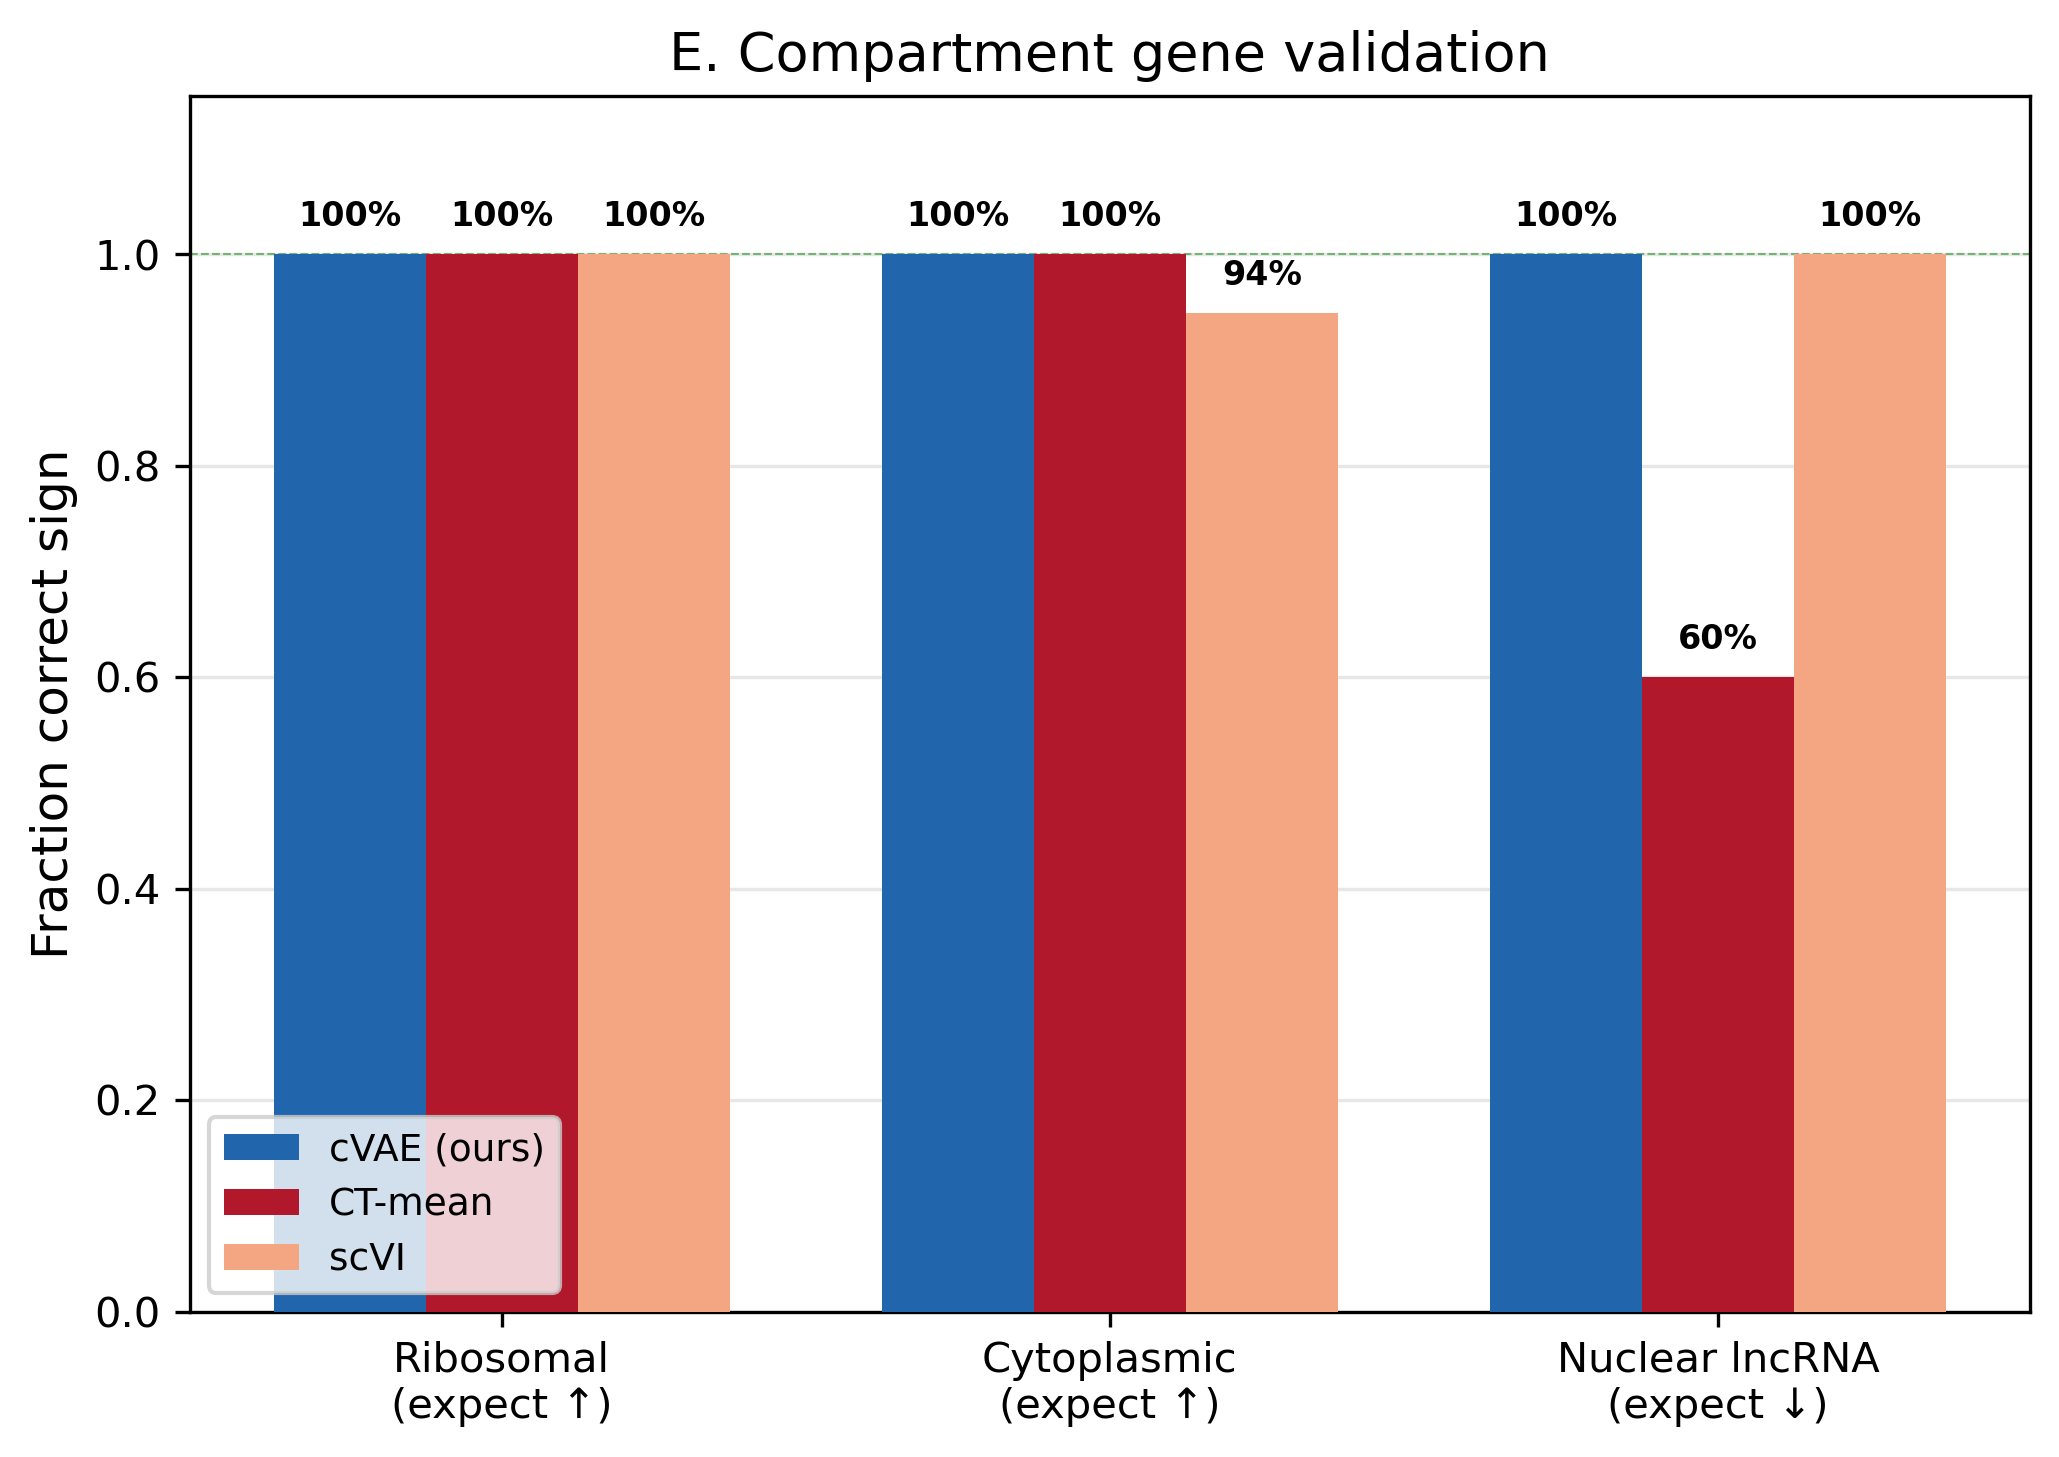 E. Compartment gene validation
Fraction correct sign
1.0
0.8
0.6
0.4
0.2
0.0
100% 100% 100%
100% 100% 94%
100% 60% 100%
cVAE (ours)
CT-mean
scVI
Ribosomal
(expect ↑)
Cytoplasmic
(expect ↑)
Nuclear lncRNA
(expect ↓)